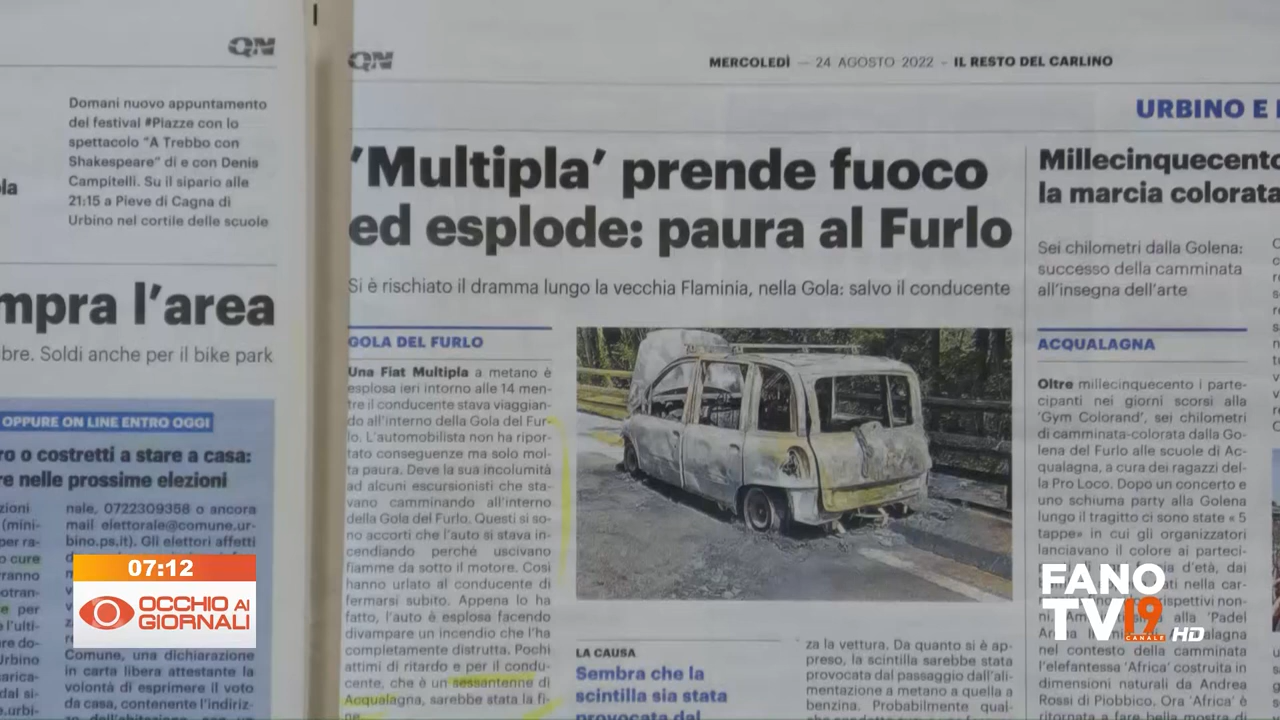 QN
Domani nuovo appuntamento
del festival #Piazze con lo
spettacolo "A Trebbo con
Shakespeare" di e con Denis
Campitelli. Su il sipario alle
21:15 a Pieve di Cagna di
Urbino nel cortile delle scuole
mpra l'area
bre. Soldi anche per il bike park
OPPURE ON LINE ENTRO OGGI
ro o costretti a stare a casa:
re nelle prossime elezioni
nale, 0722309358 o ancora
mail elettorale@comune.ur-
bino.ps.it). Gli elettori affetti
Comune, una dichiarazione
in carta libera attestante la
volontà di esprimere il voto
da casa, contenente l'indiriz-
QN
MERCOLEDÌ — 24 AGOSTO 2022 – IL RESTO DEL CARLINO
URBINO E
'Multipla' prende fuoco
ed esplode: paura al Furlo
Si è rischiato il dramma lungo la vecchia Flaminia, nella Gola: salvo il conducente
GOLA DEL FURLO
Una Fiat Multipla a metano è
esplosa ieri intorno alle 14 men-
tre il conducente stava viaggian-
do all'interno della Gola del Fur-
lo. L'automobilista non ha ripor-
tato conseguenze ma solo mol-
ta paura. Deve la sua incolumità
ad alcuni escursionisti che sta-
vano camminando all'interno
della Gola del Furlo. Questi si so-
no accorti che l'auto si stava in-
cendiando perché uscivano
fiamme da sotto il motore. Così
hanno urlato al conducente di
fermarsi subito. Appena lo ha
fatto, l'auto è esplosa facendo
divampare un incendio che l'ha
completamente distrutta. Pochi
attimi di ritardo e per il condu-
cente, che è un sessantenne di
Acqualagna, sarebbe stata la fi-
ne.
LA CAUSA
Sembra che la
scintilla sia stata
provocata dal
za la vettura. Da quanto si è ap-
preso, la scintilla sarebbe stata
provocata dal passaggio dall'ali-
mentazione a metano a quella a
benzina. Probabilmente qual-
Millecinquecento
la marcia colorata
Sei chilometri dalla Golena:
successo della camminata
all'insegna dell'arte
ACQUALAGNA
Oltre millecinquecento i parte-
cipanti nei giorni scorsi alla
'Gym Colorand', sei chilometri
di camminata-colorata dalla Go-
lena del Furlo alle scuole di Ac-
qualagna, a cura dei ragazzi del-
la Pro Loco. Dopo un concerto e
uno schiuma party alla Golena
lungo il tragitto ci sono state « 5
tappe» in cui gli organizzatori
lanciavano il colore ai parteci-
d'età, dai
nel contesto della camminata
l'elefantessa 'Africa' costruita in
dimensioni naturali da Andrea
Rossi di Piobbico. Ora 'Africa' è
ritornata a fare bella mostra di
07:12
OCCHIO AI
GIORNALI
FANO
TV19
CANALE HD